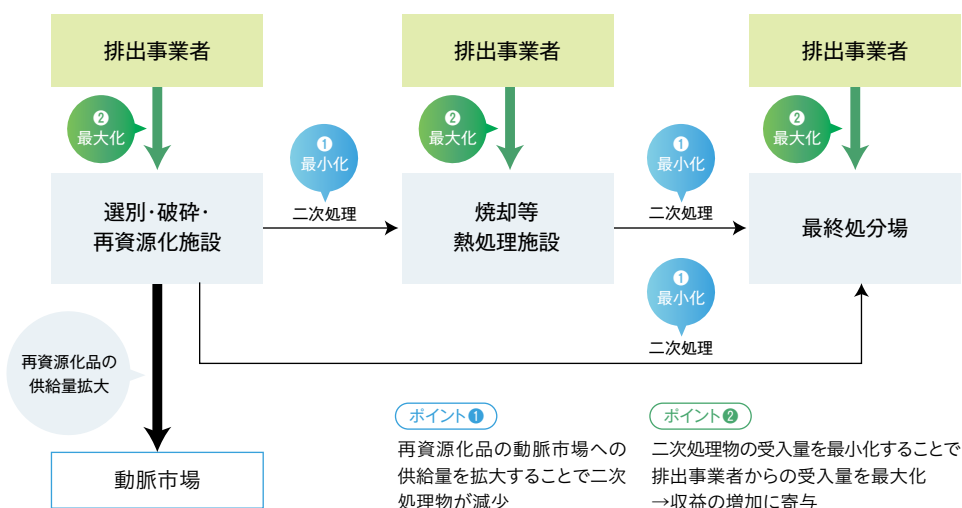 排出事業者
排出事業者
排出事業者
❷
最大化
❶
最小化
❷
最大化
❶
最小化
❷
最大化
選別・破砕・
再資源化施設
二次処理
焼却等
熱処理施設
二次処理
最終処分場
❶
最小化
二次処理
再資源化品の
供給量拡大
動脈市場
ポイント❶
再資源化品の動脈市場への
供給量を拡大することで二次
処理物が減少
ポイント❷
二次処理物の受入量を最小化することで
排出事業者からの受入量を最大化
→収益の増加に寄与